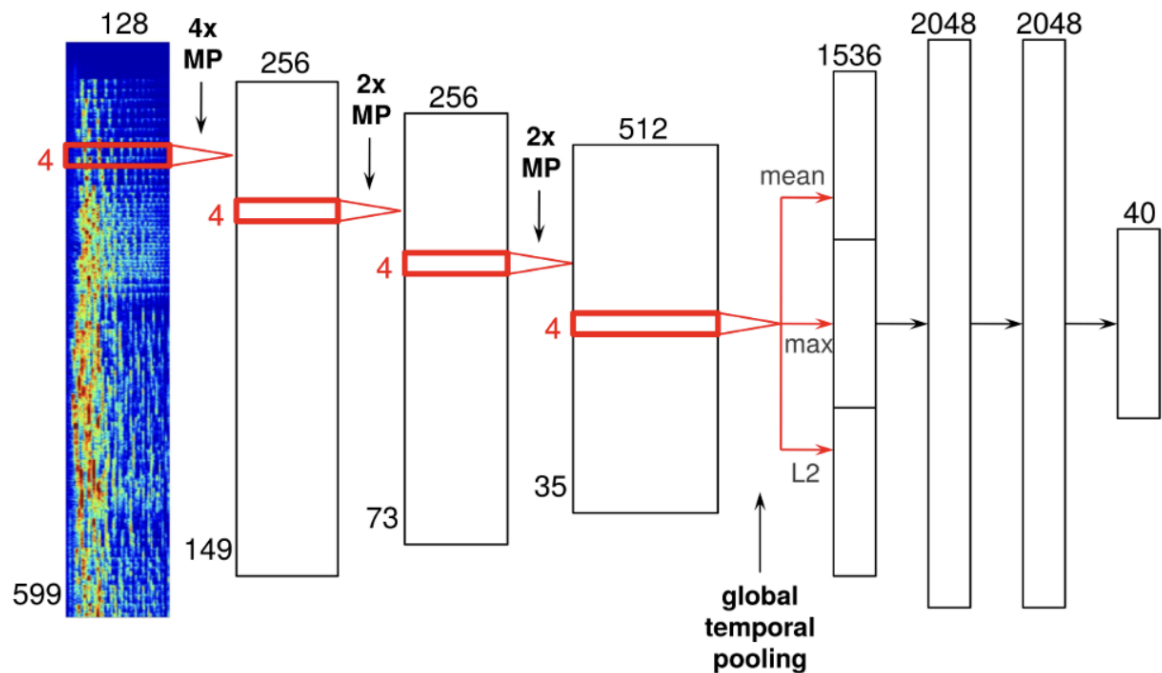 128
4x
MP
256
2x
MP
256
2x
MP
512
1536
2048
2048
40
4
4
4
4
mean
max
L2
599
149
73
35
global
temporal
pooling